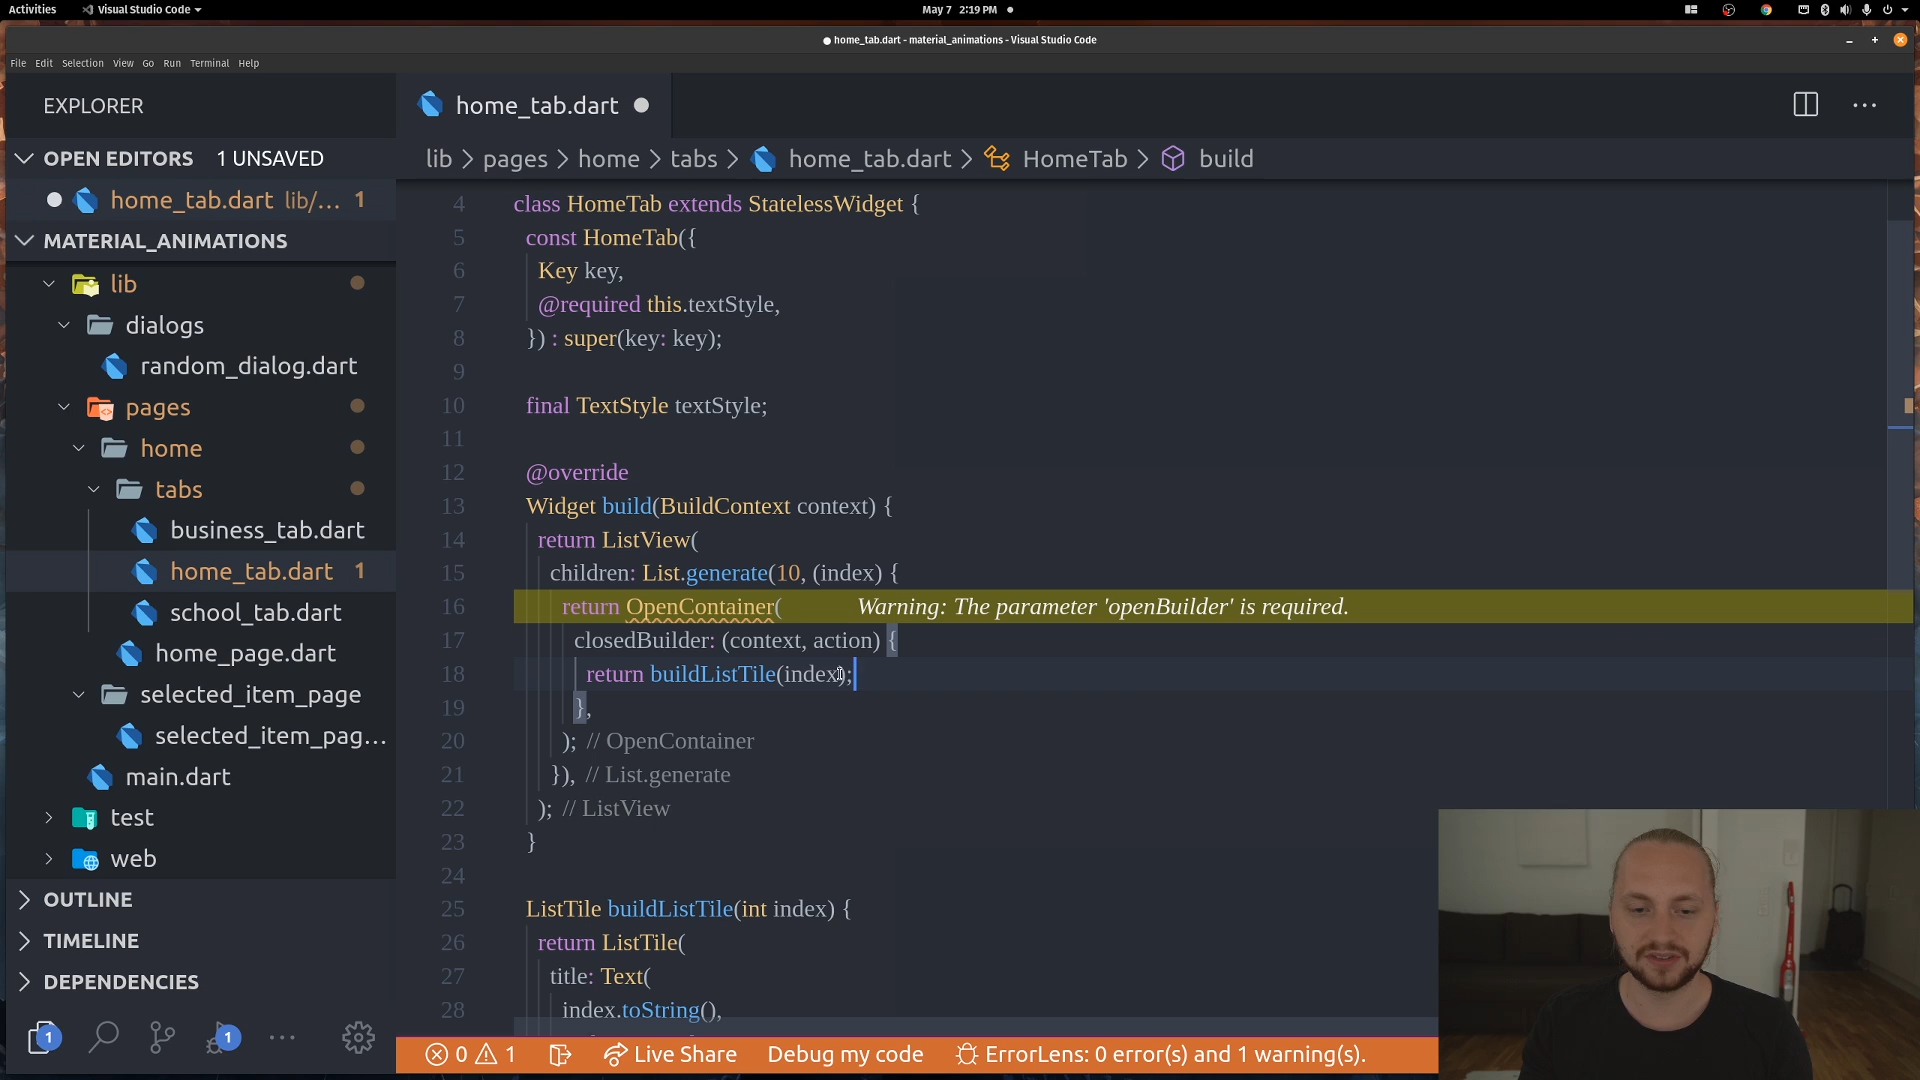 Activities
Visual Studio Code
May 7 2:19 PM
home_tab.dart - material_animations - Visual Studio Code
File Edit Selection View Go Run Terminal Help
EXPLORER
home_tab.dart
OPEN EDITORS 1 UNSAVED
lib > pages > home > tabs > home_tab.dart > HomeTab > build
home_tab.dart lib/... 1
MATERIAL_ANIMATIONS
lib
dialogs
random_dialog.dart
pages
home
tabs
business_tab.dart
home_tab.dart 1
school_tab.dart
home_page.dart
selected_item_page
selected_item_pag...
main.dart
test
web
OUTLINE
TIMELINE
DEPENDENCIES
1
1
4 class HomeTab extends StatelessWidget {
5 const HomeTab({
6 Key key,
7 @required this.textStyle,
8 }) : super(key: key);
9
10 final TextStyle textStyle;
11
12 @override
13 Widget build(BuildContext context) {
14 return ListView(
15 children: List.generate(10, (index) {
16 return OpenContainer( Warning: The parameter 'openBuilder' is required.
17 closedBuilder: (context, action) {
18 return buildListTile(index);
19 },
20 ); // OpenContainer
21 }), // List.generate
22 ); // ListView
23 }
24
25 ListTile buildListTile(int index) {
26 return ListTile(
27 title: Text(
28 index.toString(),
0 1 Live Share Debug my code ErrorLens: 0 error(s) and 1 warning(s).